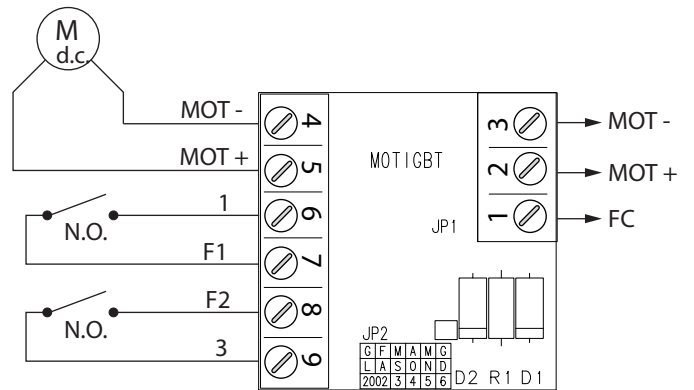 M
d.c.
MOT -
MOT +
1
F1
F2
3
N.O.
N.O.
4
5
6
7
8
9
MOTIGBT
3
2
1
MOT -
MOT +
FC
JP1
JP2
G F M A M G
L A S O N D
2002 3 4 5 6
D2 R1 D1